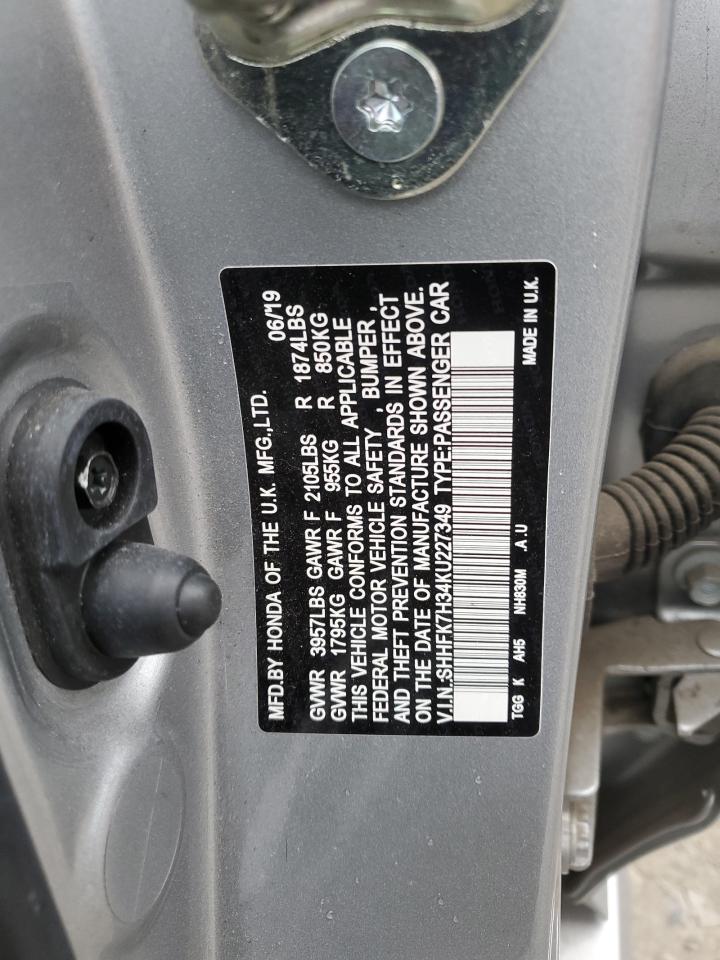 MFD.BY HONDA OF THE U.K. MFG.,LTD. 06/19
GVWR 3957LBS GAWR F 2105LBS R 1874LBS
GVWR 1795KG GAWR F 955KG R 850KG
THIS VEHICLE CONFORMS TO ALL APPLICABLE
FEDERAL MOTOR VEHICLE SAFETY , BUMPER ,
AND THEFT PREVENTION STANDARDS IN EFFECT
ON THE DATE OF MANUFACTURE SHOWN ABOVE.
V.I.N.:SHHFK7H34KU227349 TYPE:PASSENGER CAR
TGG K AH5 NH830M .A.U MADE IN U.K.